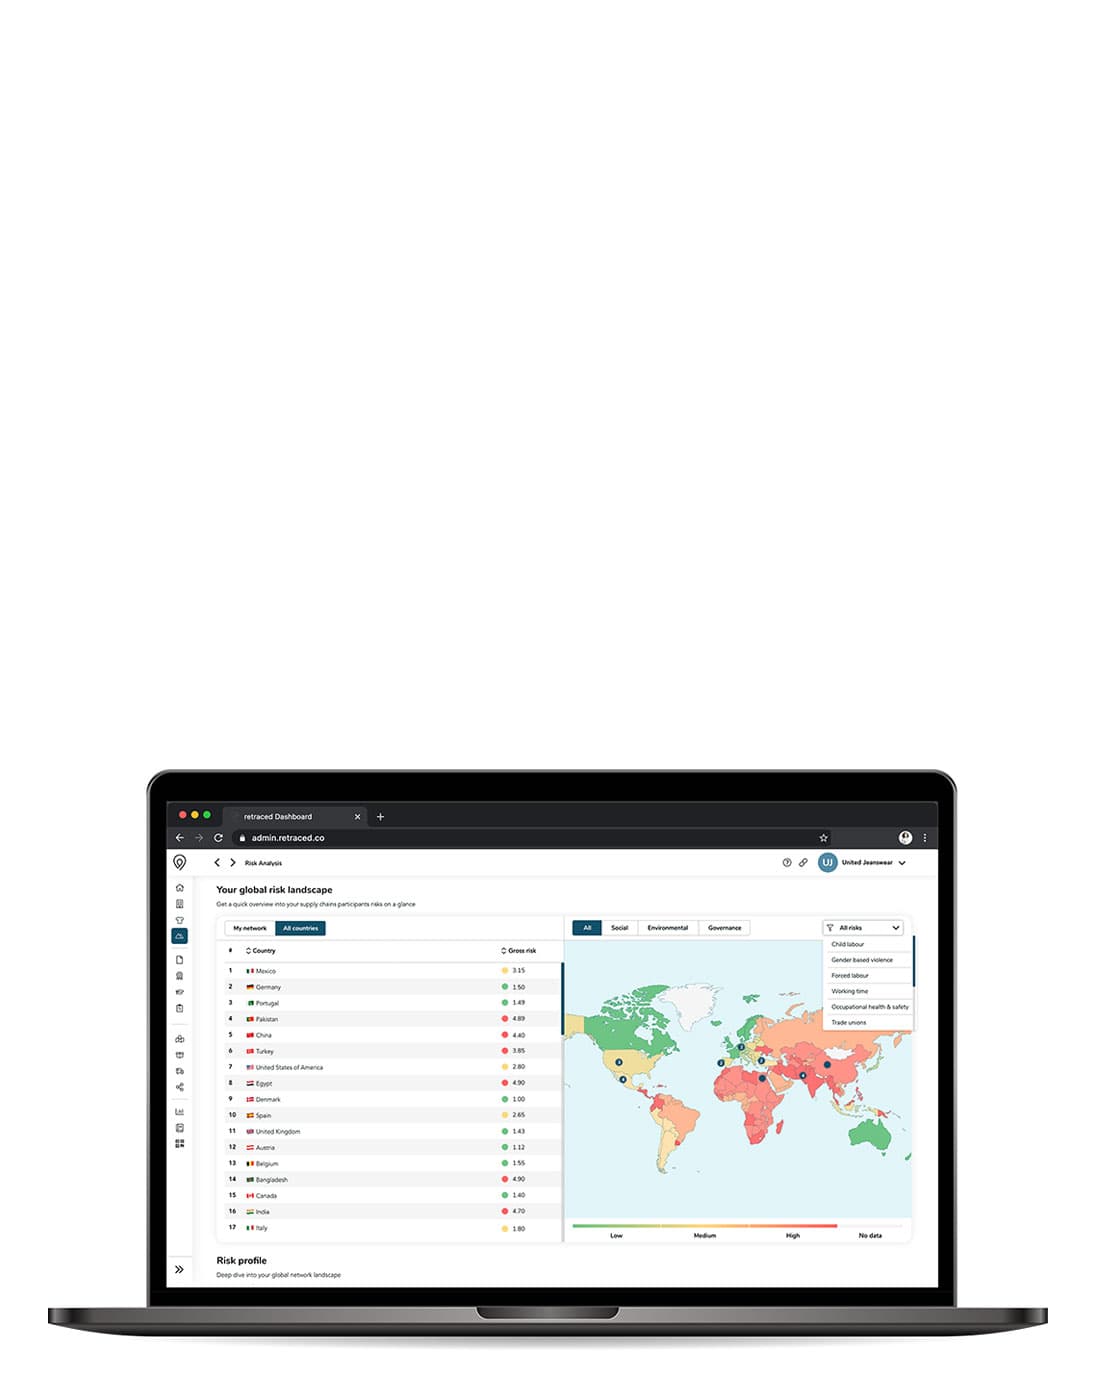 retraced Dashboard
admin.retraced.co
Risk Analysis
UJ United Jeanswear
Your global risk landscape
Get a quick overview into your supply chains participants risks on a glance
My network All countries
# Country Gross risk
1 Mexico 3.15
2 Germany 1.50
3 Portugal 1.49
4 Pakistan 4.89
5 China 4.40
6 Turkey 3.85
7 United States of America 2.80
8 Egypt 4.90
9 Denmark 1.00
10 Spain 2.65
11 United Kingdom 1.43
12 Austria 1.12
13 Belgium 1.55
14 Bangladesh 4.90
15 Canada 1.40
16 India 4.70
17 Italy 1.80
All Social Environmental Governance
All risks
Child labour
Gender based violence
Forced labour
Working time
Occupational health & safety
Trade unions
Low Medium High No data
Risk profile
Deep dive into your global network landscape